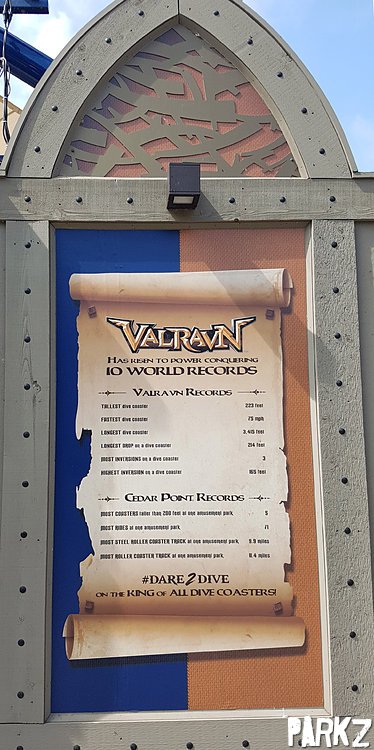 VALRAVN
HAS RISEN TO POWER CONQUERING
10 WORLD RECORDS
VALRAVN RECORDS
TALLEST dive coaster 223 feet
FASTEST dive coaster 75 mph
LONGEST dive coaster 3,415 feet
LONGEST DROP on a dive coaster 214 feet
MOST INVERSIONS on a dive coaster 3
HIGHEST INVERSION on a dive coaster 165 feet
CEDAR POINT RECORDS
MOST COASTERS taller than 200 feet at one amusement park 5
MOST RIDES at one amusement park 71
MOST STEEL ROLLER COASTER TRACK at one amusement park 9.9 miles
MOST ROLLER COASTER TRACK at one amusement park 11.4 miles
#DARE2DIVE
ON THE KING OF ALL DIVE COASTERS!
PARKZ